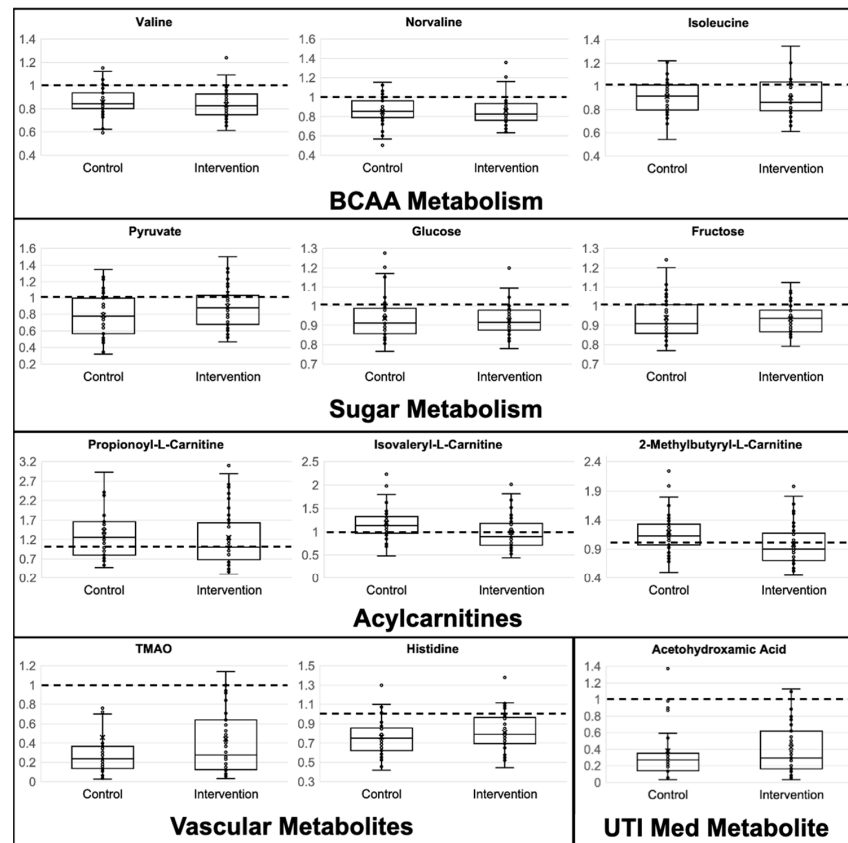 Valine Norvaline Isoleucine
1.4 1.4 1.4
1.2 1.2 1.2
1 1 1
0.8 0.8 0.8
0.6 0.6 0.6
0.4 0.4 0.4
Control Intervention Control Intervention Control Intervention
BCAA Metabolism
Pyruvate Glucose Fructose
1.6 1.3 1.3
1.4 1.2 1.2
1.2 1.1 1.1
1 1 1
0.8 0.9 0.9
0.6 0.8 0.8
0.4 0.7 0.7
0.2
Control Intervention Control Intervention Control Intervention
Sugar Metabolism
Propionoyl-L-Carnitine Isovaleryl-L-Carnitine 2-Methylbutyryl-L-Carnitine
3.2 2.5 2.4
2.7 2 1.9
2.2 1.5 1.4
1.7 1 0.9
1.2 0.5 0.4
0.7 0
0.2
Control Intervention Control Intervention Control Intervention
Acylcarnitines
TMAO Histidine Acetohydroxamic Acid
1.2 1.5 1.4
1 1.3 1.2
0.8 1.1 1
0.6 0.9 0.8
0.4 0.7 0.6
0.2 0.5 0.4
0 0.3 0.2
0
Control Intervention Control Intervention Control Intervention
Vascular Metabolites UTI Med Metabolite